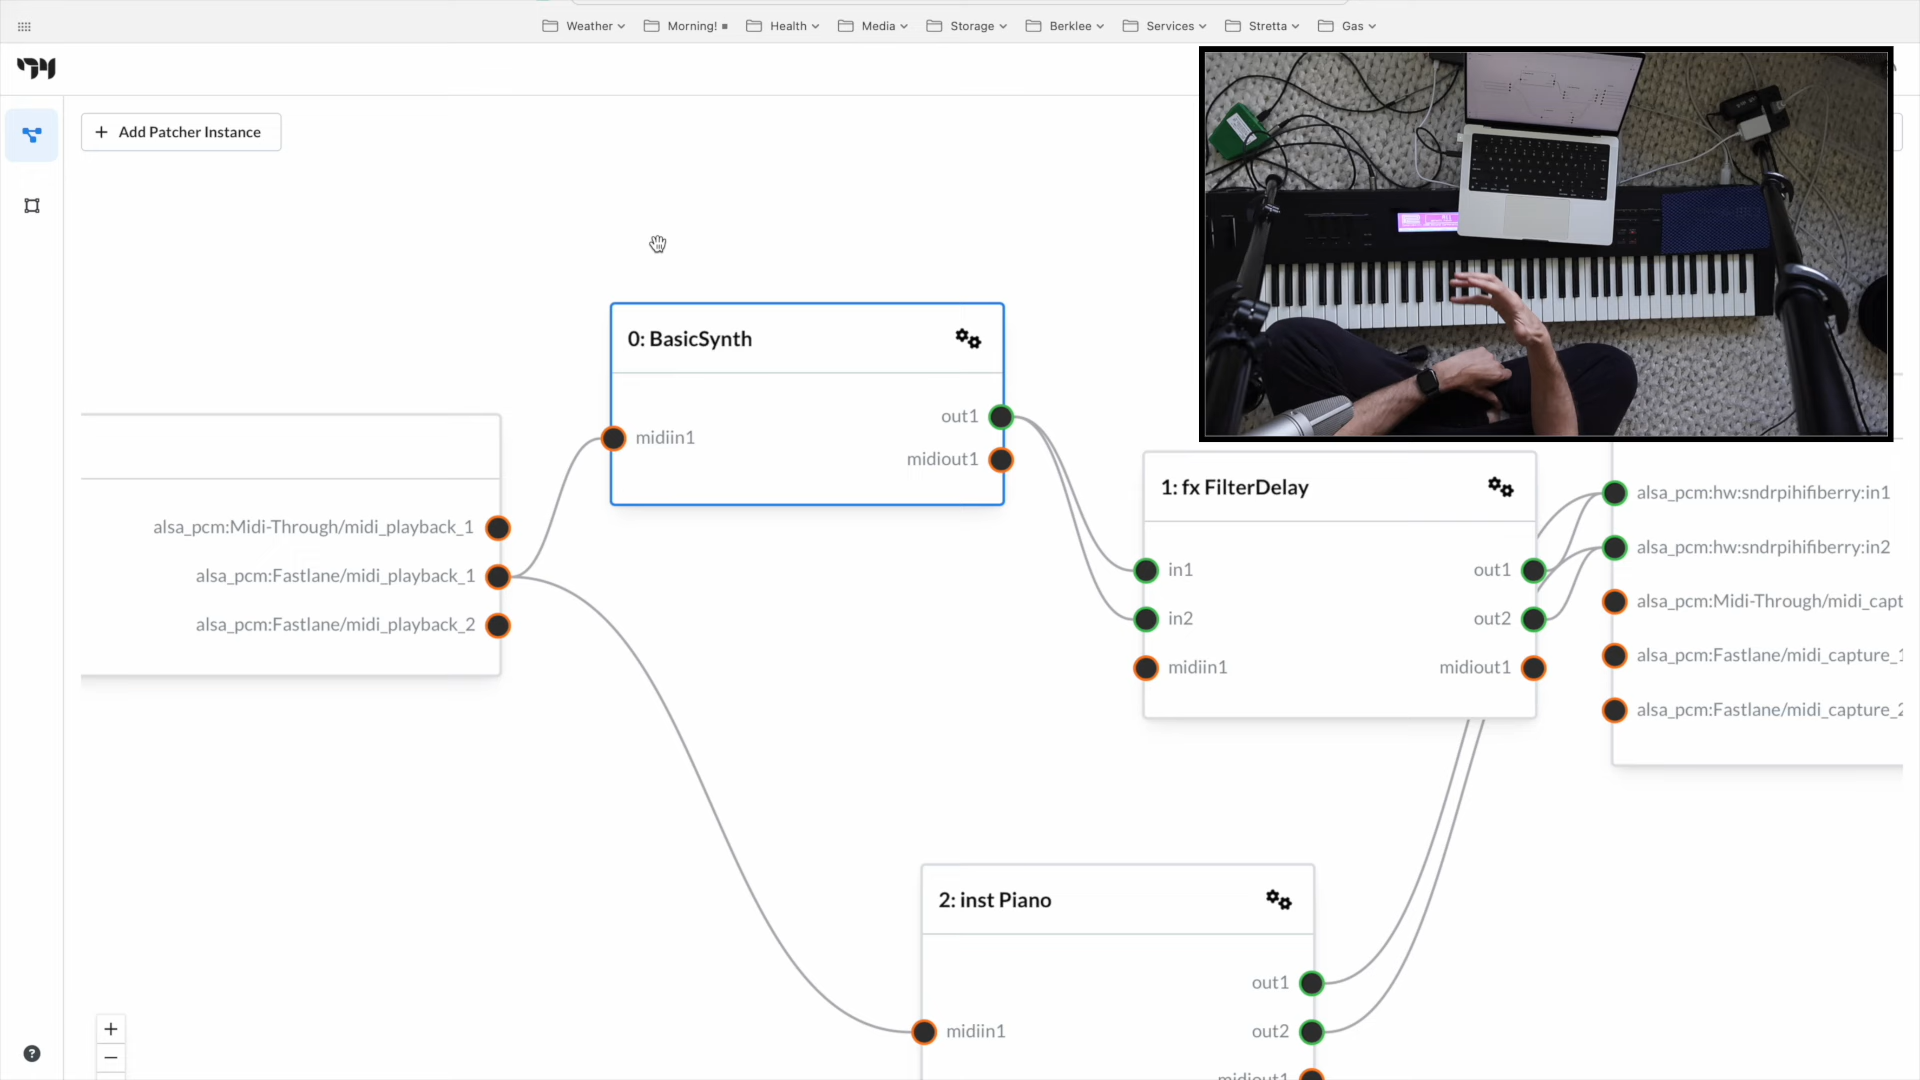 Weather
Morning!
Health
Media
Storage
Berklee
Services
Stretta
Gas
+ Add Patcher Instance
0: BasicSynth
out1
midiin1
midiout1
1: fx FilterDelay
in1
out1
in2
out2
midiin1
midiout1
alsa_pcm:Midi-Through/midi_playback_1
alsa_pcm:Fastlane/midi_playback_1
alsa_pcm:Fastlane/midi_playback_2
alsa_pcm:hw:sndrpihifiberry:in1
alsa_pcm:hw:sndrpihifiberry:in2
alsa_pcm:Midi-Through/midi_capt
alsa_pcm:Fastlane/midi_capture_1
alsa_pcm:Fastlane/midi_capture_2
2: inst Piano
out1
midiin1
out2
midiout1
+
−
?